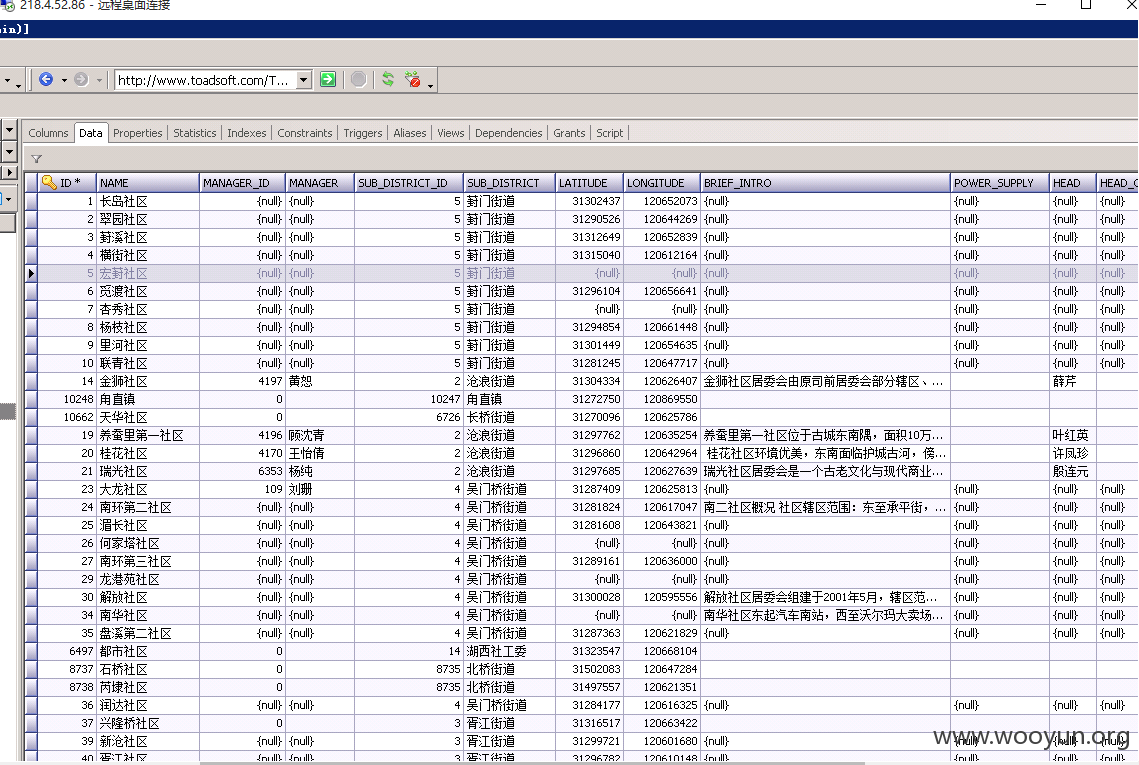 218.4.52.86 - 远程桌面连接
in)]
http://www.toadsoft.com/T...
Columns Data Properties Statistics Indexes Constraints Triggers Aliases Views Dependencies Grants Script
ID * NAME MANAGER_ID MANAGER SUB_DISTRICT_ID SUB_DISTRICT LATITUDE LONGITUDE BRIEF_INTRO POWER_SUPPLY HEAD HEAD_
1 长岛社区 {null} {null} 5 葑门街道 31302437 120652073 {null} {null} {null} {null}
2 翠园社区 {null} {null} 5 葑门街道 31290526 120644269 {null} {null} {null} {null}
3 葑溪社区 {null} {null} 5 葑门街道 31312649 120652839 {null} {null} {null} {null}
4 横街社区 {null} {null} 5 葑门街道 31315040 120612164 {null} {null} {null} {null}
5 宏葑社区 {null} {null} 5 葑门街道 {null} {null} {null} {null} {null} {null}
6 觅渡社区 {null} {null} 5 葑门街道 31296104 120656641 {null} {null} {null} {null}
7 杏秀社区 {null} {null} 5 葑门街道 {null} {null} {null} {null} {null} {null}
8 杨枝社区 {null} {null} 5 葑门街道 31294854 120661448 {null} {null} {null} {null}
9 里河社区 {null} {null} 5 葑门街道 31301449 120654635 {null} {null} {null} {null}
10 联青社区 {null} {null} 5 葑门街道 31281245 120647717 {null} {null} {null} {null}
14 金狮社区 4197 黄恕 2 沧浪街道 31304334 120626407 金狮社区居委会由原司前居委会部分辖区、... 薛芹
10248 甪直镇 0 10247 甪直镇 31272750 120869550
10662 天华社区 0 6726 长桥街道 31270096 120625786
19 养蚕里第一社区 4196 顾沈青 2 沧浪街道 31297762 120635254 养蚕里第一社区位于古城东南隅，面积10万... 叶红英
20 桂花社区 4170 王怡倩 2 沧浪街道 31296860 120642964 桂花社区环境优美，东南面临护城古河，傍... 许凤珍
21 瑞光社区 6353 杨纯 2 沧浪街道 31297685 120627639 瑞光社区居委会是一个古老文化与现代商业... 殷连元
23 大龙社区 109 刘珊 4 吴门桥街道 31287409 120625813 {null} {null} {null} {null}
24 南环第二社区 {null} {null} 4 吴门桥街道 31281824 120617047 南二社区概况 社区辖区范围：东至承平街，... {null} {null} {null}
25 湄长社区 {null} {null} 4 吴门桥街道 31281608 120643821 {null} {null} {null} {null}
26 何家塔社区 {null} {null} 4 吴门桥街道 {null} {null} {null} {null} {null} {null}
27 南环第三社区 {null} {null} 4 吴门桥街道 31289161 120636000 {null} {null} {null} {null}
29 龙港苑社区 {null} {null} 4 吴门桥街道 {null} {null} {null} {null} {null} {null}
30 解放社区 {null} {null} 4 吴门桥街道 31300028 120595556 解放社区居委会组建于2001年5月，辖区范... {null} {null} {null}
34 南华社区 {null} {null} 4 吴门桥街道 {null} {null} 南华社区东起汽车南站，西至沃尔玛大卖场... {null} {null} {null}
35 盘溪第二社区 {null} {null} 4 吴门桥街道 31287363 120621829 {null} {null} {null} {null}
6497 都市社区 0 14 湖西社工委 31323547 120668104
8737 石桥社区 0 8735 北桥街道 31502083 120647284
8738 芮埭社区 0 8735 北桥街道 31497557 120621351
36 润达社区 {null} {null} 4 吴门桥街道 31284177 120616325 {null} {null} {null} {null}
37 兴隆桥社区 0 3 胥江街道 31316517 120663422
39 新沧社区 {null} {null} 3 胥江街道 31299721 120601680 {null} {null} {null} {null}
40 胥江社区 {null} {null} 3 胥江街道 31296782 120610148 {null} {null} {null} {null}
www.wooyun.org